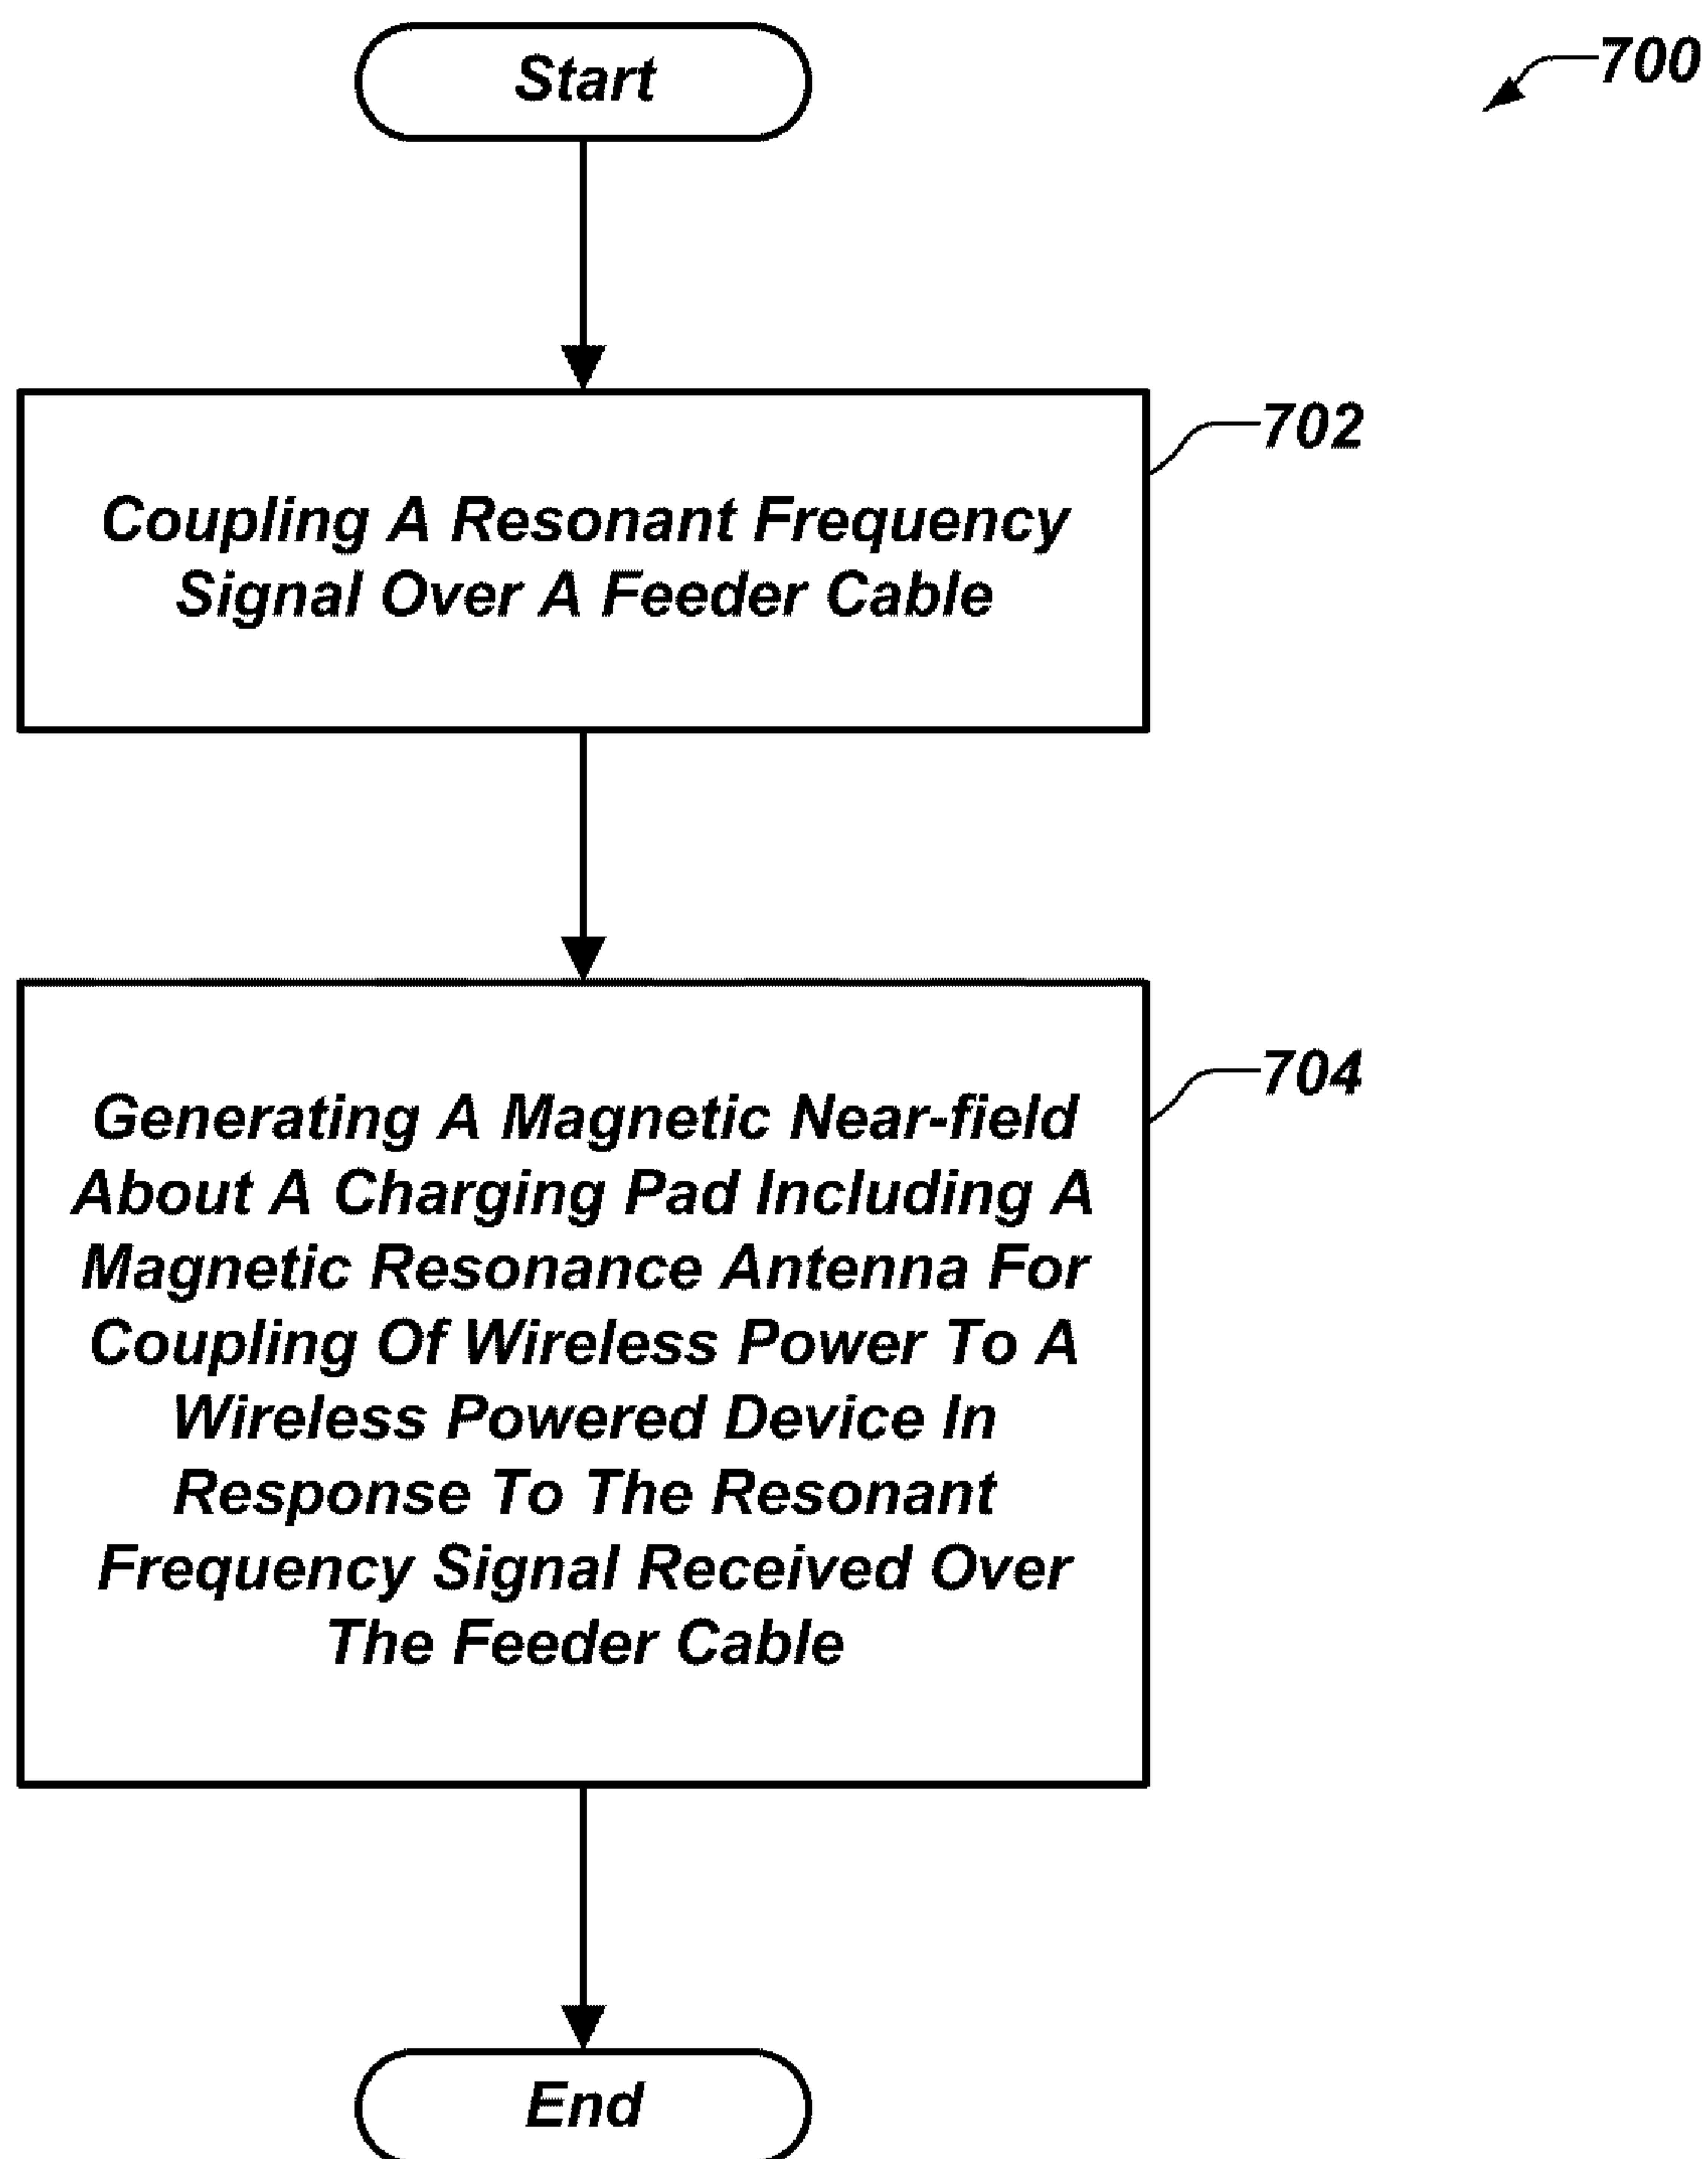 Start
700
702
Coupling A Resonant Frequency
Signal Over A Feeder Cable
704
Generating A Magnetic Near-field
About A Charging Pad Including A
Magnetic Resonance Antenna For
Coupling Of Wireless Power To A
Wireless Powered Device In
Response To The Resonant
Frequency Signal Received Over
The Feeder Cable
End